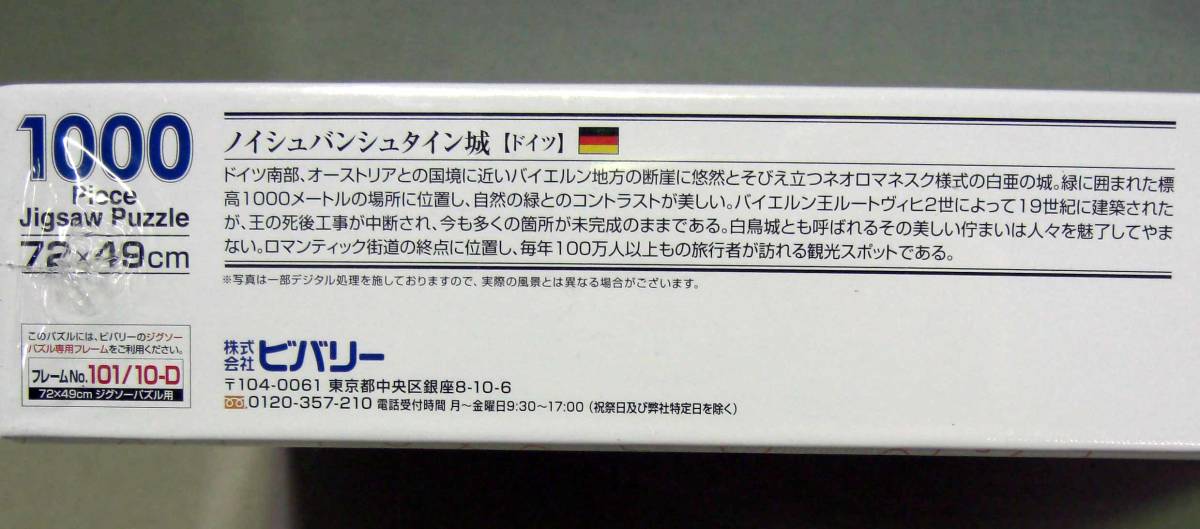 1000
Piece
Jigsaw Puzzle
72×49cm
このパズルには、ビバリーのジグソー
パズル専用フレームをご利用ください。
フレームNo.101/10-D
72×49cm ジグソーパズル用
ノイシュバンシュタイン城【ドイツ】
ドイツ南部、オーストリアとの国境に近いバイエルン地方の断崖に悠然とそびえ立つネオロマネスク様式の白亜の城。緑に囲まれた標
高1000メートルの場所に位置し、自然の緑とのコントラストが美しい。バイエルン王ルートヴィヒ2世によって19世紀に建築された
が、王の死後工事が中断され、今も多くの箇所が未完成のままである。白鳥城とも呼ばれるその美しい佇まいは人々を魅了してやま
ない。ロマンティック街道の終点に位置し、毎年100万人以上もの旅行者が訪れる観光スポットである。
※写真は一部デジタル処理を施しておりますので、実際の風景とは異なる場合がございます。
株式会社ビバリー
〒104-0061 東京都中央区銀座8-10-6
0120-357-210 電話受付時間 月～金曜日9:30～17:00（祝祭日及び弊社特定日を除く）